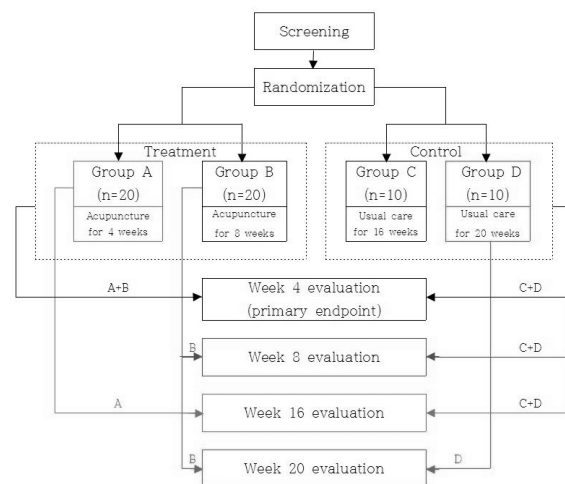 Screening
Randomization
Treatment
Control
Group A
(n=20)
Acupuncture
for 4 weeks
Group B
(n=20)
Acupuncture
for 8 weeks
Group C
(n=10)
Usual care
for 16 weeks
Group D
(n=10)
Usual care
for 20 weeks
A+B
Week 4 evaluation
(primary endpoint)
C+D
B
Week 8 evaluation
C+D
A
Week 16 evaluation
C+D
B
Week 20 evaluation
D